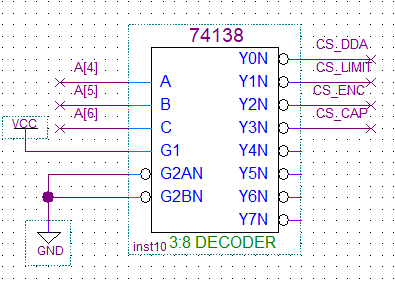 74138
A[4]
A[5]
A[6]
VCC
GND
A
B
C
G1
G2AN
G2BN
Y0N
Y1N
Y2N
Y3N
Y4N
Y5N
Y6N
Y7N
CS_DDA
CS_LIMIT
CS_ENC
CS_CAP
inst10
3:8 DECODER